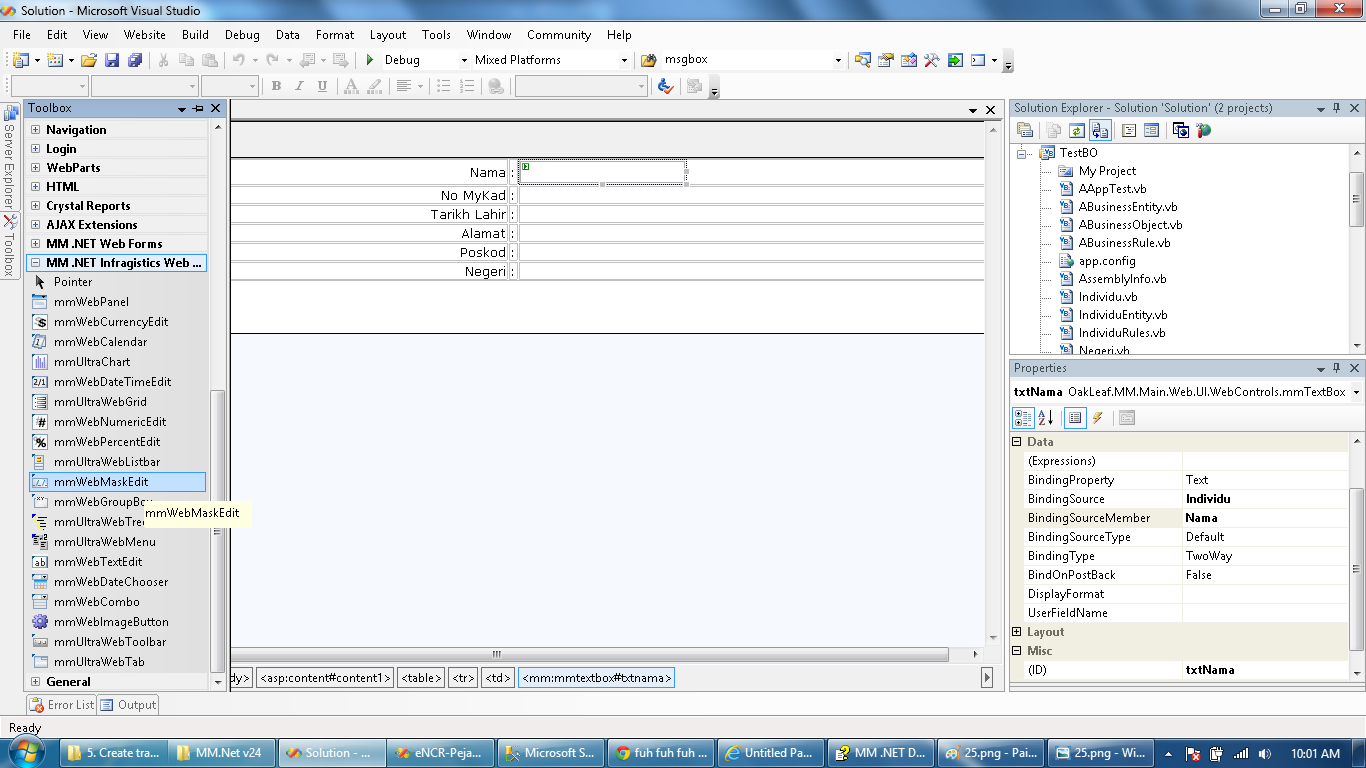 Solution - Microsoft Visual Studio
File Edit View Website Build Debug Data Format Layout Tools Window Community Help
Debug Mixed Platforms msgbox
B I U A
Server Explorer
Toolbox
Toolbox
Navigation
Login
WebParts
HTML
Crystal Reports
AJAX Extensions
MM .NET Web Forms
MM .NET Infragistics Web ...
Pointer
mmWebPanel
mmWebCurrencyEdit
mmWebCalendar
mmUltraChart
mmWebDateTimeEdit
mmUltraWebGrid
mmWebNumericEdit
mmWebPercentEdit
mmUltraWebListbar
mmWebMaskEdit
mmWebGroupBo
mmWebMaskEdit
mmUltraWebTre
mmUltraWebMenu
mmWebTextEdit
mmWebDateChooser
mmWebCombo
mmWebImageButton
mmUltraWebToolbar
mmUltraWebTab
General
Nama :
No MyKad :
Tarikh Lahir :
Alamat :
Poskod :
Negeri :
dy> <asp:content#content1> <table> <tr> <td> <mm:mmtextbox#txtnama>
Solution Explorer - Solution 'Solution' (2 projects)
TestBO
My Project
AAppTest.vb
ABusinessEntity.vb
ABusinessObject.vb
ABusinessRule.vb
app.config
AssemblyInfo.vb
Individu.vb
IndividuEntity.vb
IndividuRules.vb
Negeri.vb
Properties
txtNama OakLeaf.MM.Main.Web.UI.WebControls.mmTextBox
Data
(Expressions)
BindingProperty Text
BindingSource Individu
BindingSourceMember Nama
BindingSourceType Default
BindingType TwoWay
BindOnPostBack False
DisplayFormat
UserFieldName
Layout
Misc
(ID) txtNama
Error List Output
Ready
5. Create tra... MM.Net v24 Solution - ... eNCR-Peja... Microsoft S... fuh fuh fuh ... Untitled Pa... MM .NET D... 25.png - Pai... 25.png - Wi... 10:01 AM